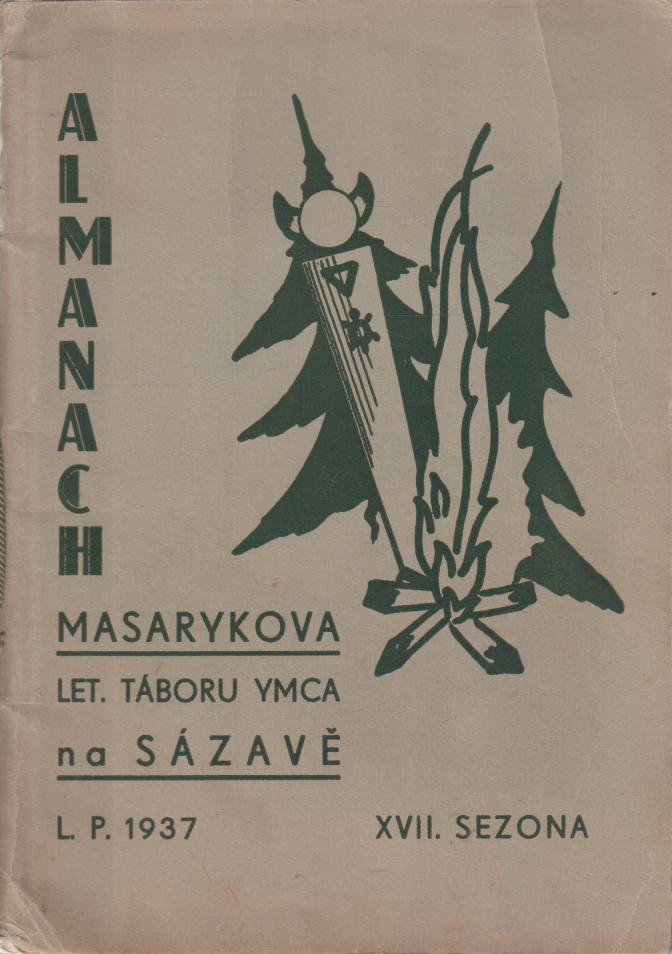 ALMANACH
MASARYKOVA
LET. TÁBORU YMCA
na SÁZAVĚ
L. P. 1937
XVII. SEZONA